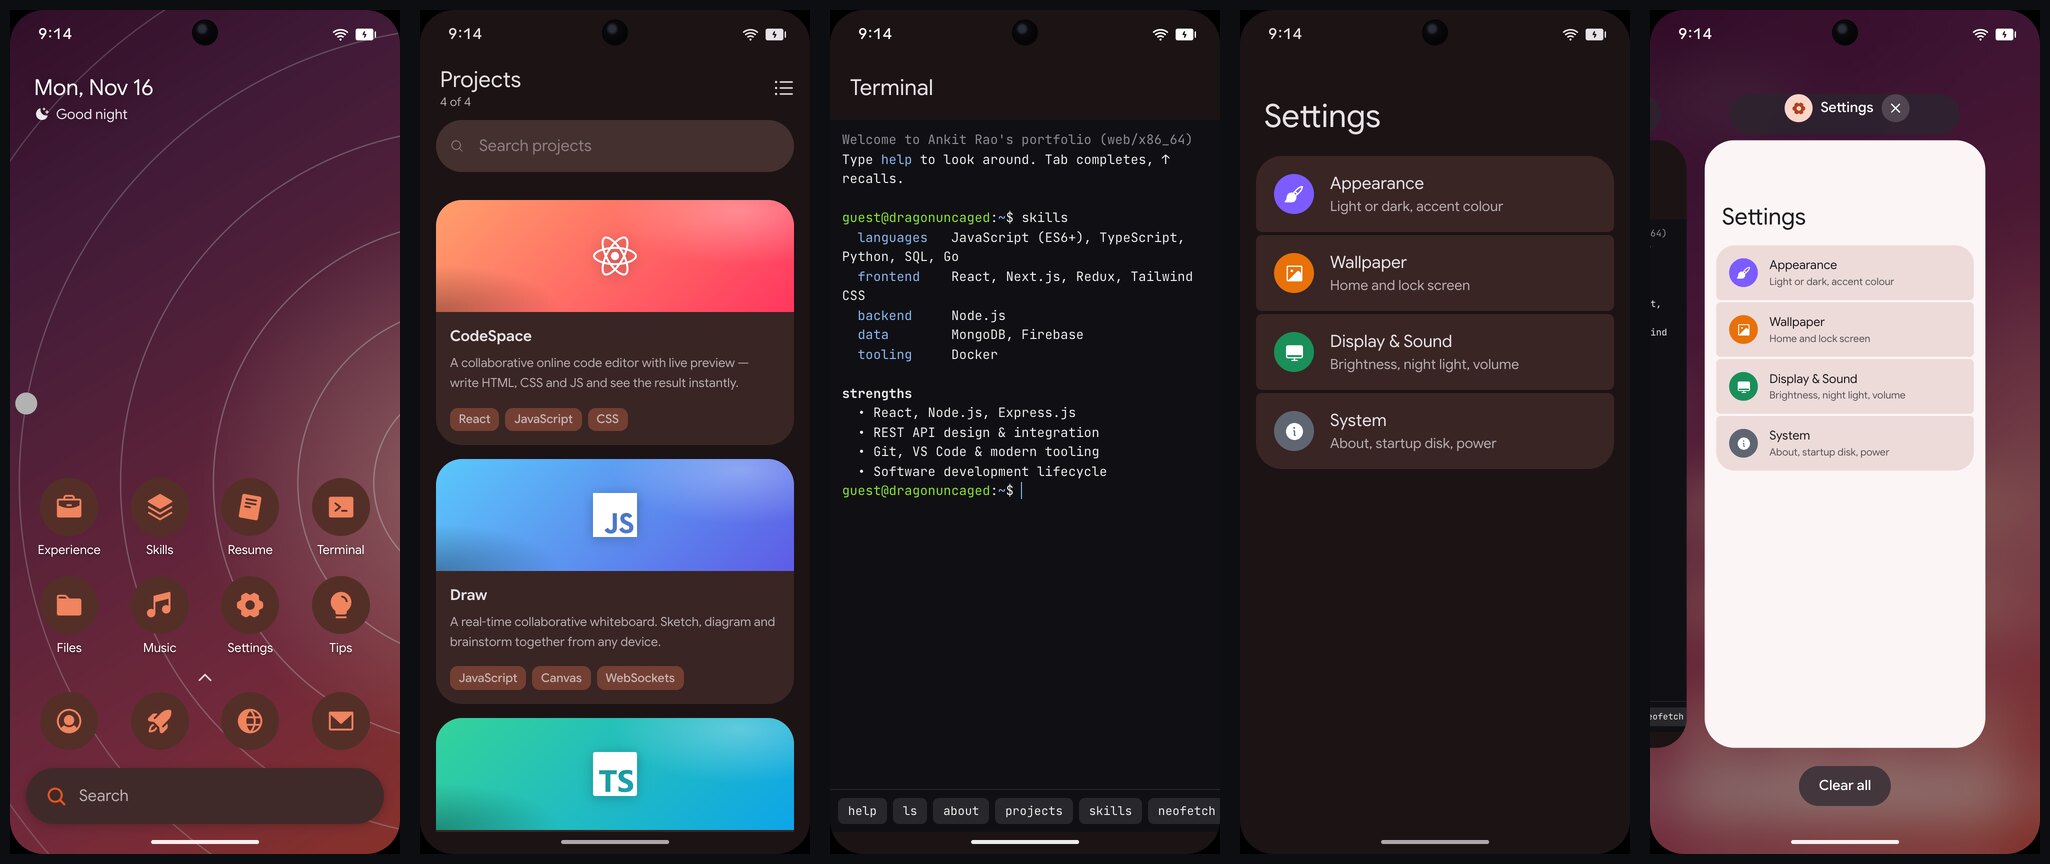 9:14
Mon, Nov 16
Good night
Experience
Skills
Resume
Terminal
Files
Music
Settings
Tips
Search
9:14
Projects
4 of 4
Search projects
CodeSpace
A collaborative online code editor with live preview —
write HTML, CSS and JS and see the result instantly.
React
JavaScript
CSS
JS
Draw
A real-time collaborative whiteboard. Sketch, diagram and
brainstorm together from any device.
JavaScript
Canvas
WebSockets
TS
9:14
Terminal
Welcome to Ankit Rao's portfolio (web/x86_64)
Type help to look around. Tab completes, ↑
recalls.
guest@dragonuncaged:~$ skills
languages JavaScript (ES6+), TypeScript,
Python, SQL, Go
frontend React, Next.js, Redux, Tailwind
CSS
backend Node.js
data MongoDB, Firebase
tooling Docker
strengths
• React, Node.js, Express.js
• REST API design & integration
• Git, VS Code & modern tooling
• Software development lifecycle
guest@dragonuncaged:~$
help
ls
about
projects
skills
neofetch
9:14
Settings
Appearance
Light or dark, accent colour
Wallpaper
Home and lock screen
Display & Sound
Brightness, night light, volume
System
About, startup disk, power
9:14
Settings
64)
t,
ind
eofetch
Settings
Appearance
Light or dark, accent colour
Wallpaper
Home and lock screen
Display & Sound
Brightness, night light, volume
System
About, startup disk, power
Clear all